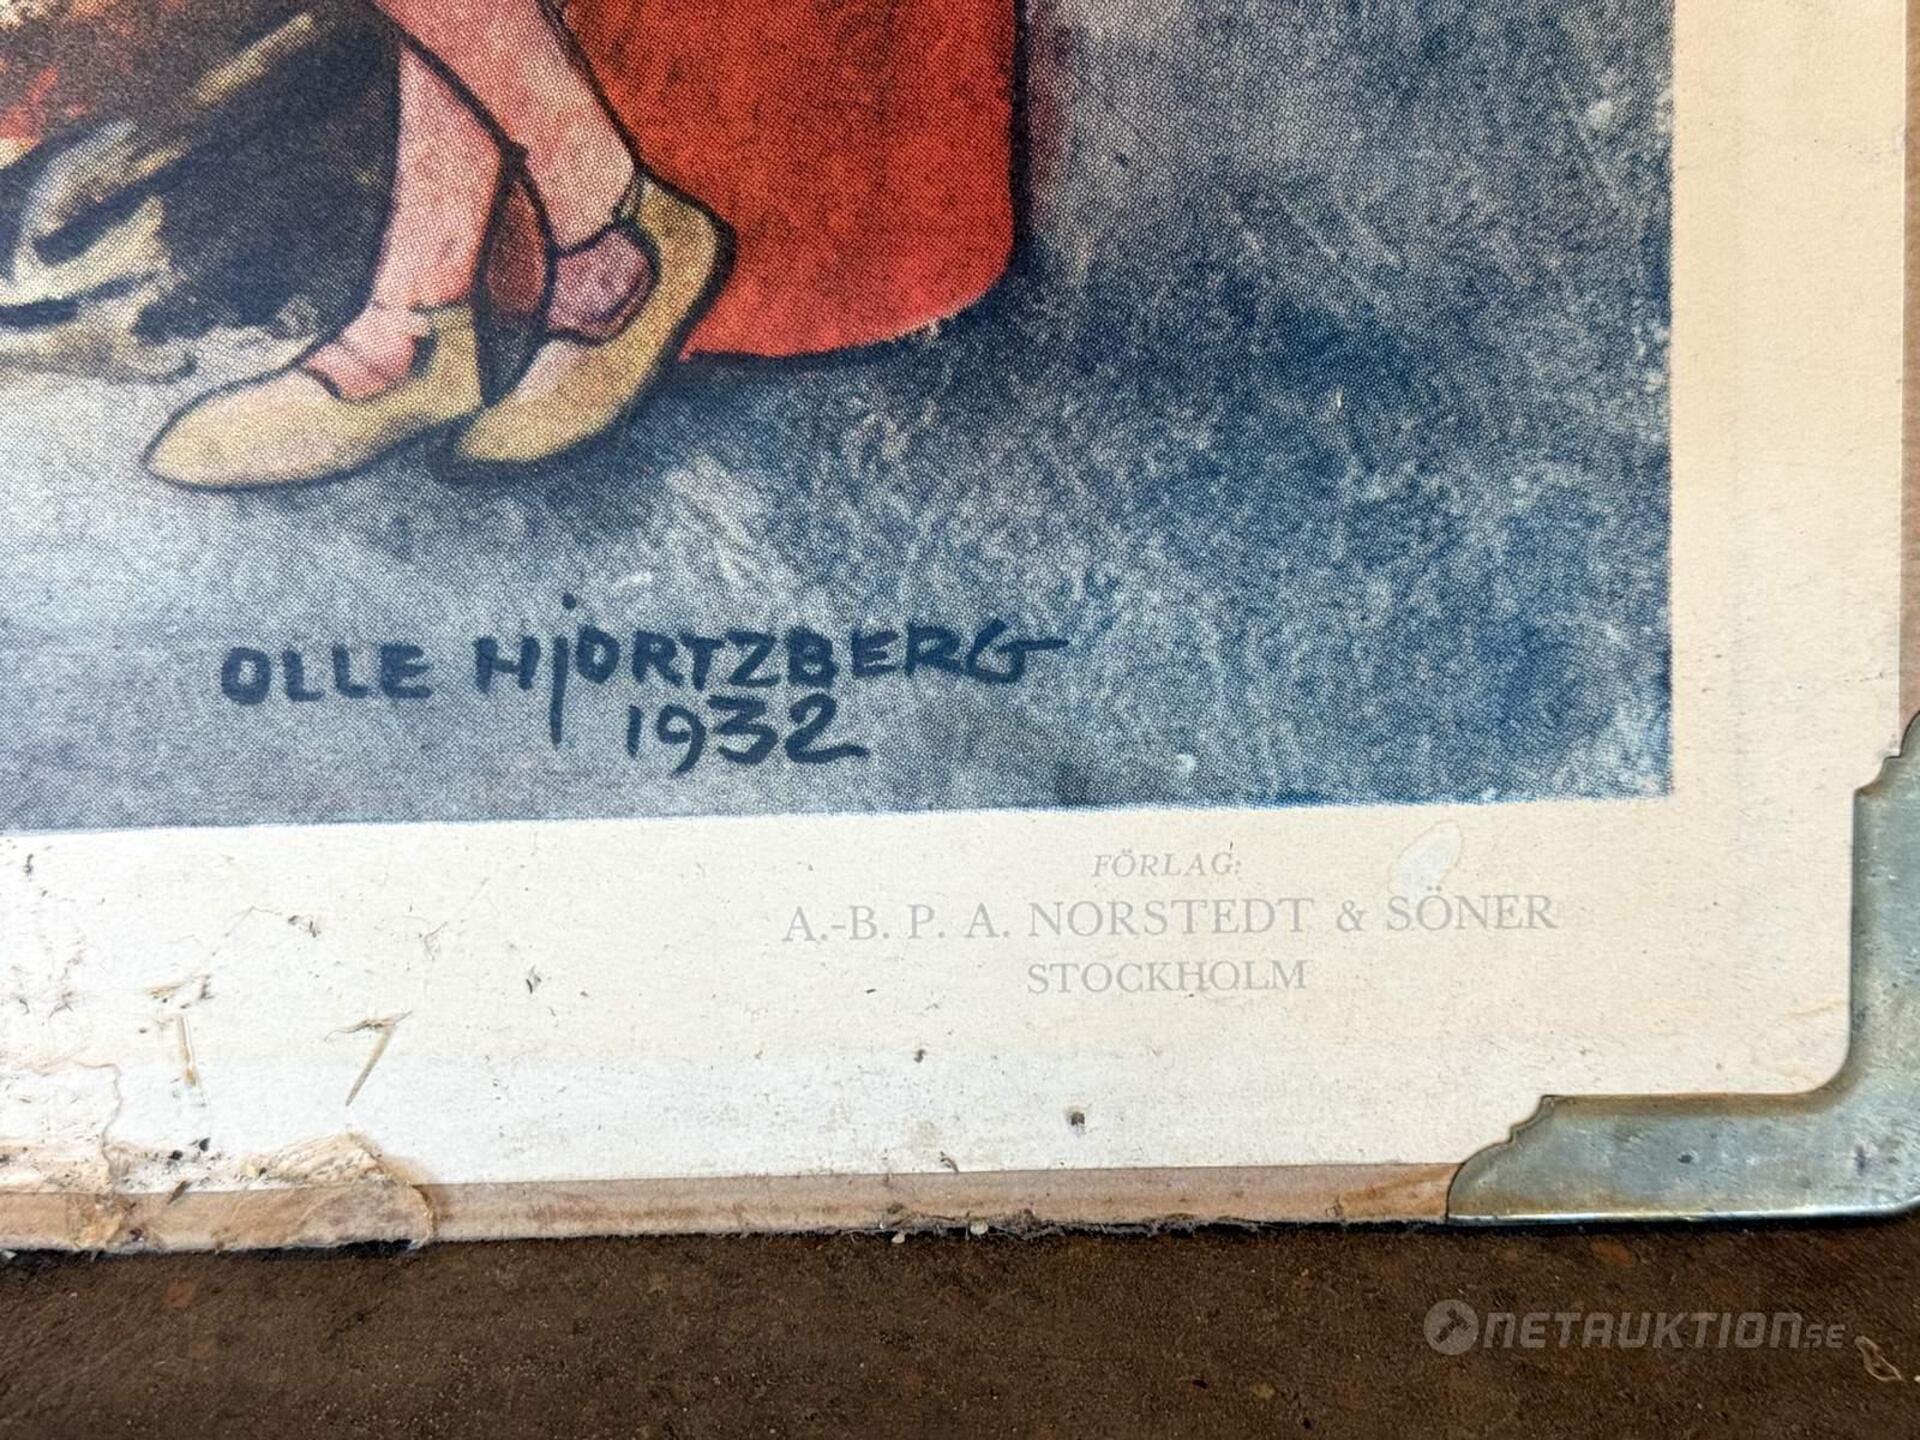 OLLE HjORTZBERG
1932
FÖRLAG:
A.-B. P. A. NORSTEDT & SÖNER
STOCKHOLM
NETAUKTION.SE